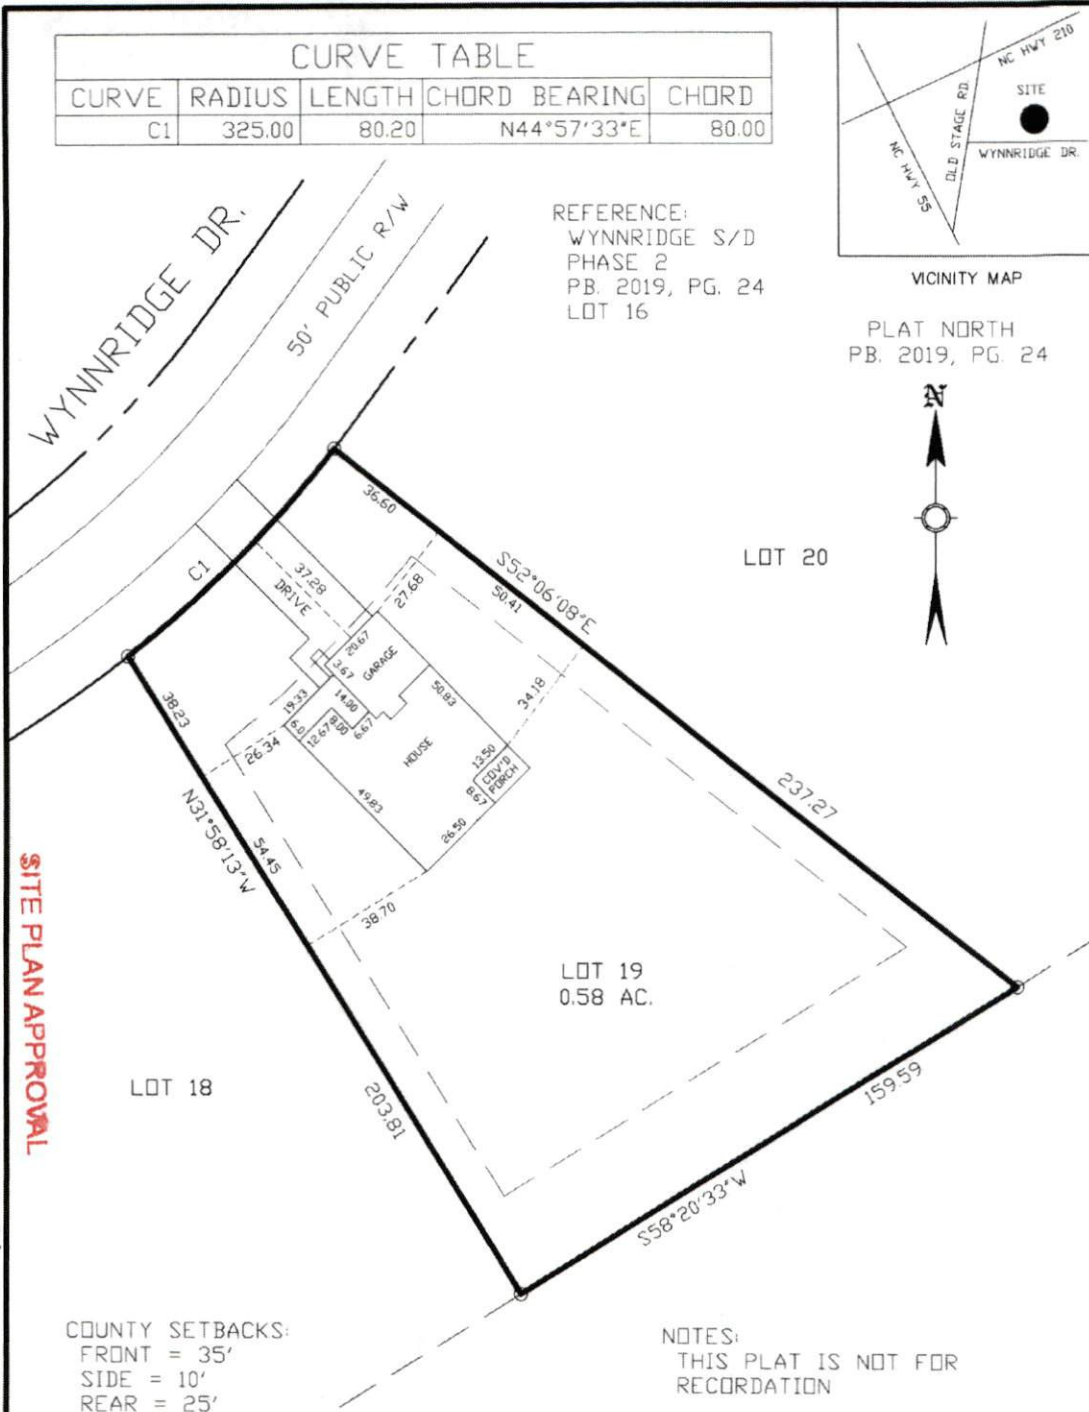 CURVE TABLE
CURVE RADIUS LENGTH CHORD BEARING CHORD
C1 325.00 80.20 N44°57'33"E 80.00
NC HWY 210
SITE
OLD STAGE RD
WYNNRIDGE DR.
NC HWY 55
VICINITY MAP
REFERENCE:
WYNNRIDGE S/D
PHASE 2
PB. 2019, PG. 24
LOT 16
PLAT NORTH
PB. 2019, PG. 24
N
WYNNRIDGE DR.
50' PUBLIC R/W
C1
36.60
S52°06'08"E
50.41
237.27
LOT 20
37.28
DRIVE
27.68
20.67
3.67
GARAGE
14.00
19.33
6.0
12.67
8.00
6.67
50.83
34.18
HOUSE
13.50
COV'D
PORCH
8.67
26.50
49.83
38.23
26.34
N31°58'13"W
54.45
38.70
203.81
LOT 19
0.58 AC.
LOT 18
159.59
S58°20'33"W
SITE PLAN APPROVAL
COUNTY SETBACKS:
FRONT = 35'
SIDE = 10'
REAR = 25'
NOTES:
THIS PLAT IS NOT FOR
RECORDATION